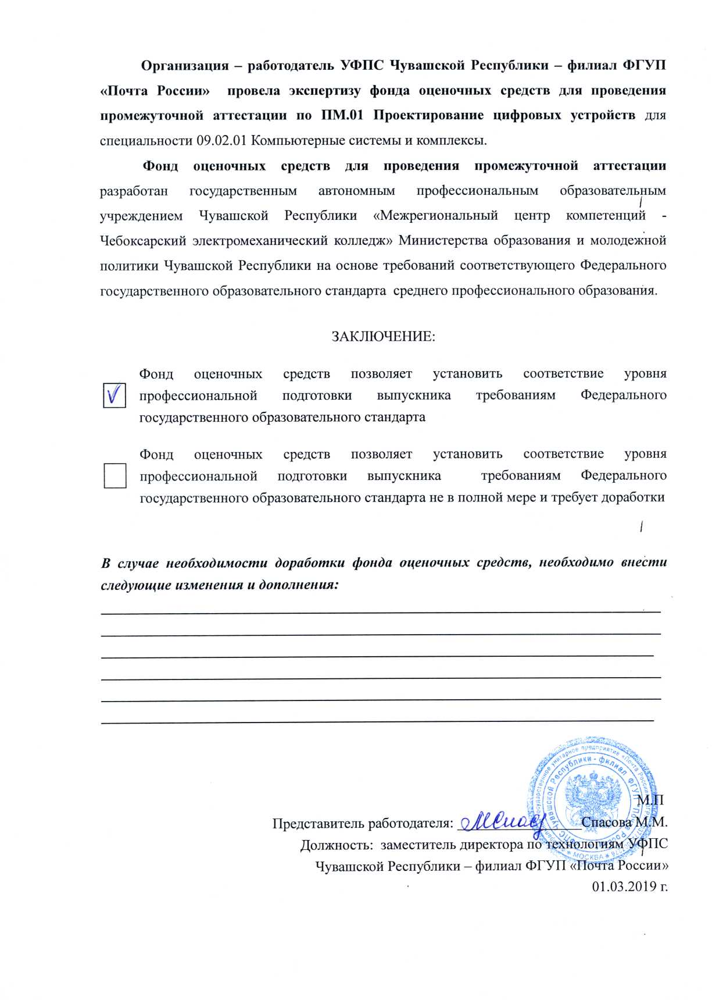 Организация – работодатель УФПС Чувашской Республики – филиал ФГУП
«Почта России» провела экспертизу фонда оценочных средств для проведения
промежуточной аттестации по ПМ.01 Проектирование цифровых устройств для
специальности 09.02.01 Компьютерные системы и комплексы.
Фонд оценочных средств для проведения промежуточной аттестации
разработан государственным автономным профессиональным образовательным
учреждением Чувашской Республики «Межрегиональный центр компетенций -
Чебоксарский электромеханический колледж» Министерства образования и молодежной
политики Чувашской Республики на основе требований соответствующего Федерального
государственного образовательного стандарта среднего профессионального образования.
ЗАКЛЮЧЕНИЕ:
Фонд оценочных средств позволяет установить соответствие уровня
профессиональной подготовки выпускника требованиям Федерального
государственного образовательного стандарта
Фонд оценочных средств позволяет установить соответствие уровня
профессиональной подготовки выпускника требованиям Федерального
государственного образовательного стандарта не в полной мере и требует доработки
В случае необходимости доработки фонда оценочных средств, необходимо внести
следующие изменения и дополнения:
государственное унитарное предприятие «Почта России»
УФПС Чувашской Республики - филиал ФГУП «Почта России»
МОСКВА
М.П
Представитель работодателя: Спасова М.М.
Должность: заместитель директора по технологиям УФПС
Чувашской Республики – филиал ФГУП «Почта России»
01.03.2019 г.